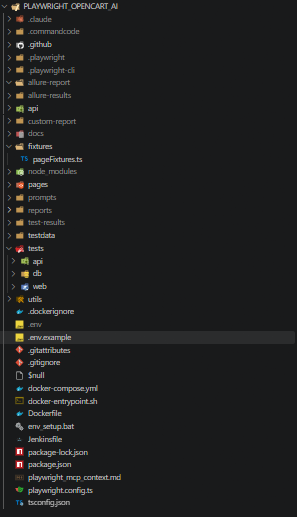 PLAYWRIGHT_OPENCART_AI
.claude
.commandcode
.github
.playwright
.playwright-cli
allure-report
allure-results
api
custom-report
docs
fixtures
TS pageFixtures.ts
node_modules
pages
prompts
reports
test-results
testdata
tests
api
db
web
utils
.dockerignore
.env
.env.example
.gitattributes
.gitignore
$null
docker-compose.yml
docker-entrypoint.sh
Dockerfile
env_setup.bat
Jenkinsfile
package-lock.json
package.json
playwright_mcp_context.md
playwright.config.ts
tsconfig.json